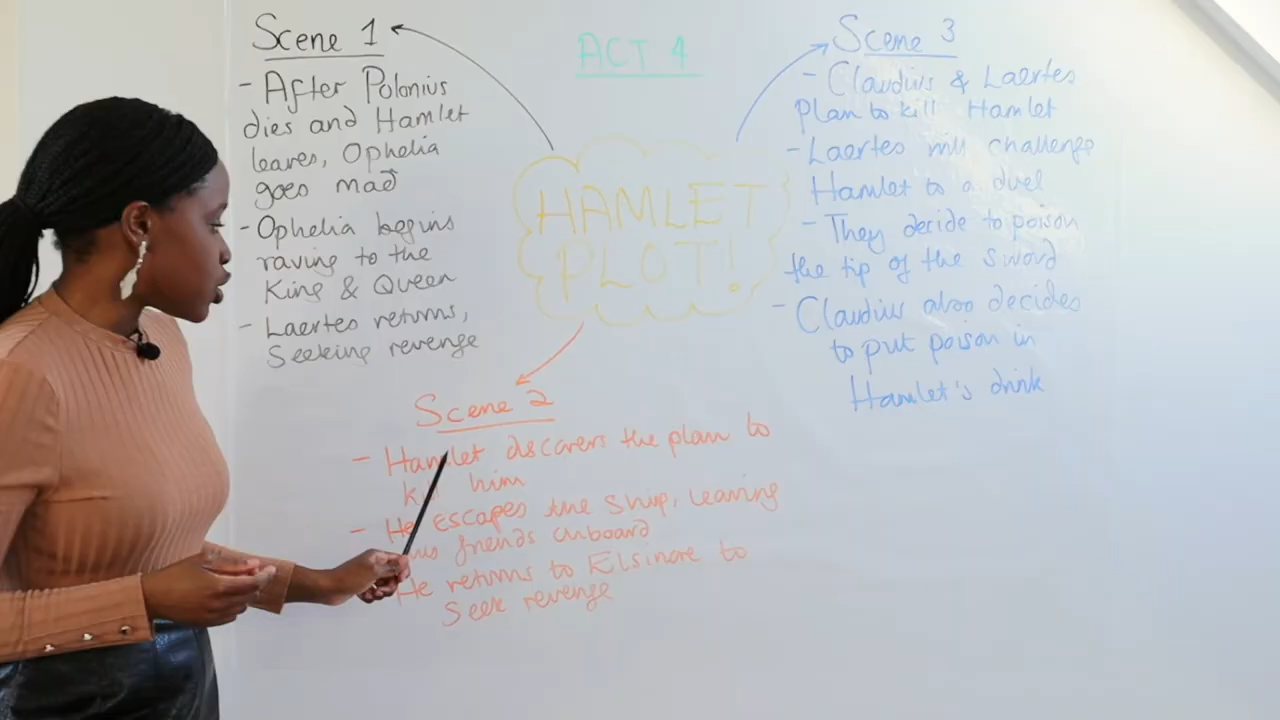 ACT 4
HAMLET
PLOT!
Scene 1
- After Polonius
dies and Hamlet
leaves, Ophelia
goes mad
- Ophelia begins
raving to the
King & Queen
- Laertes returns,
Seeking revenge
Scene 2
- Hamlet discovers the plan to
kill him
- He escapes the ship, leaving
his friends onboard
He returns to Elsinore to
Seek revenge
Scene 3
- Claudius & Laertes
plan to kill Hamlet
- Laertes will challenge
Hamlet to a duel
- They decide to poison
the tip of the sword
- Claudius also decides
to put poison in
Hamlet's drink